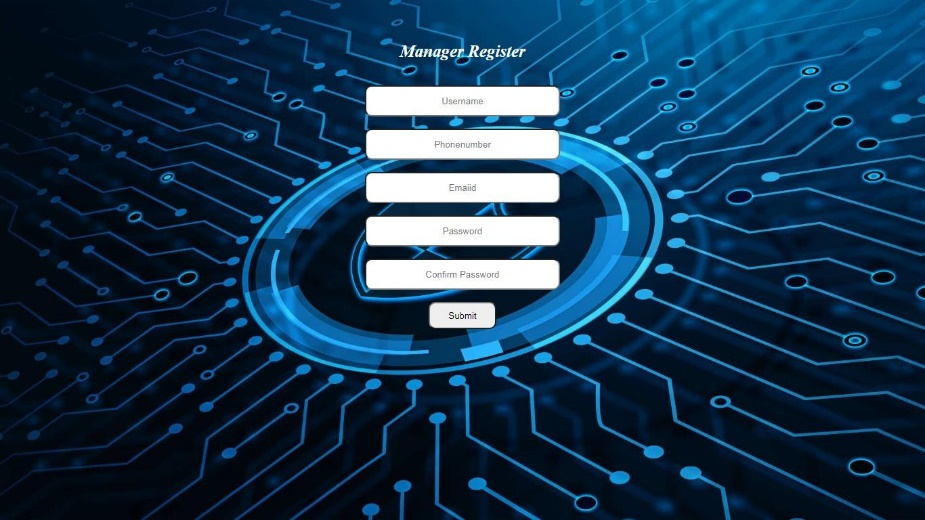 Manager Register
Username
Phonenumber
Emaiid
Password
Confirm Password
Submit